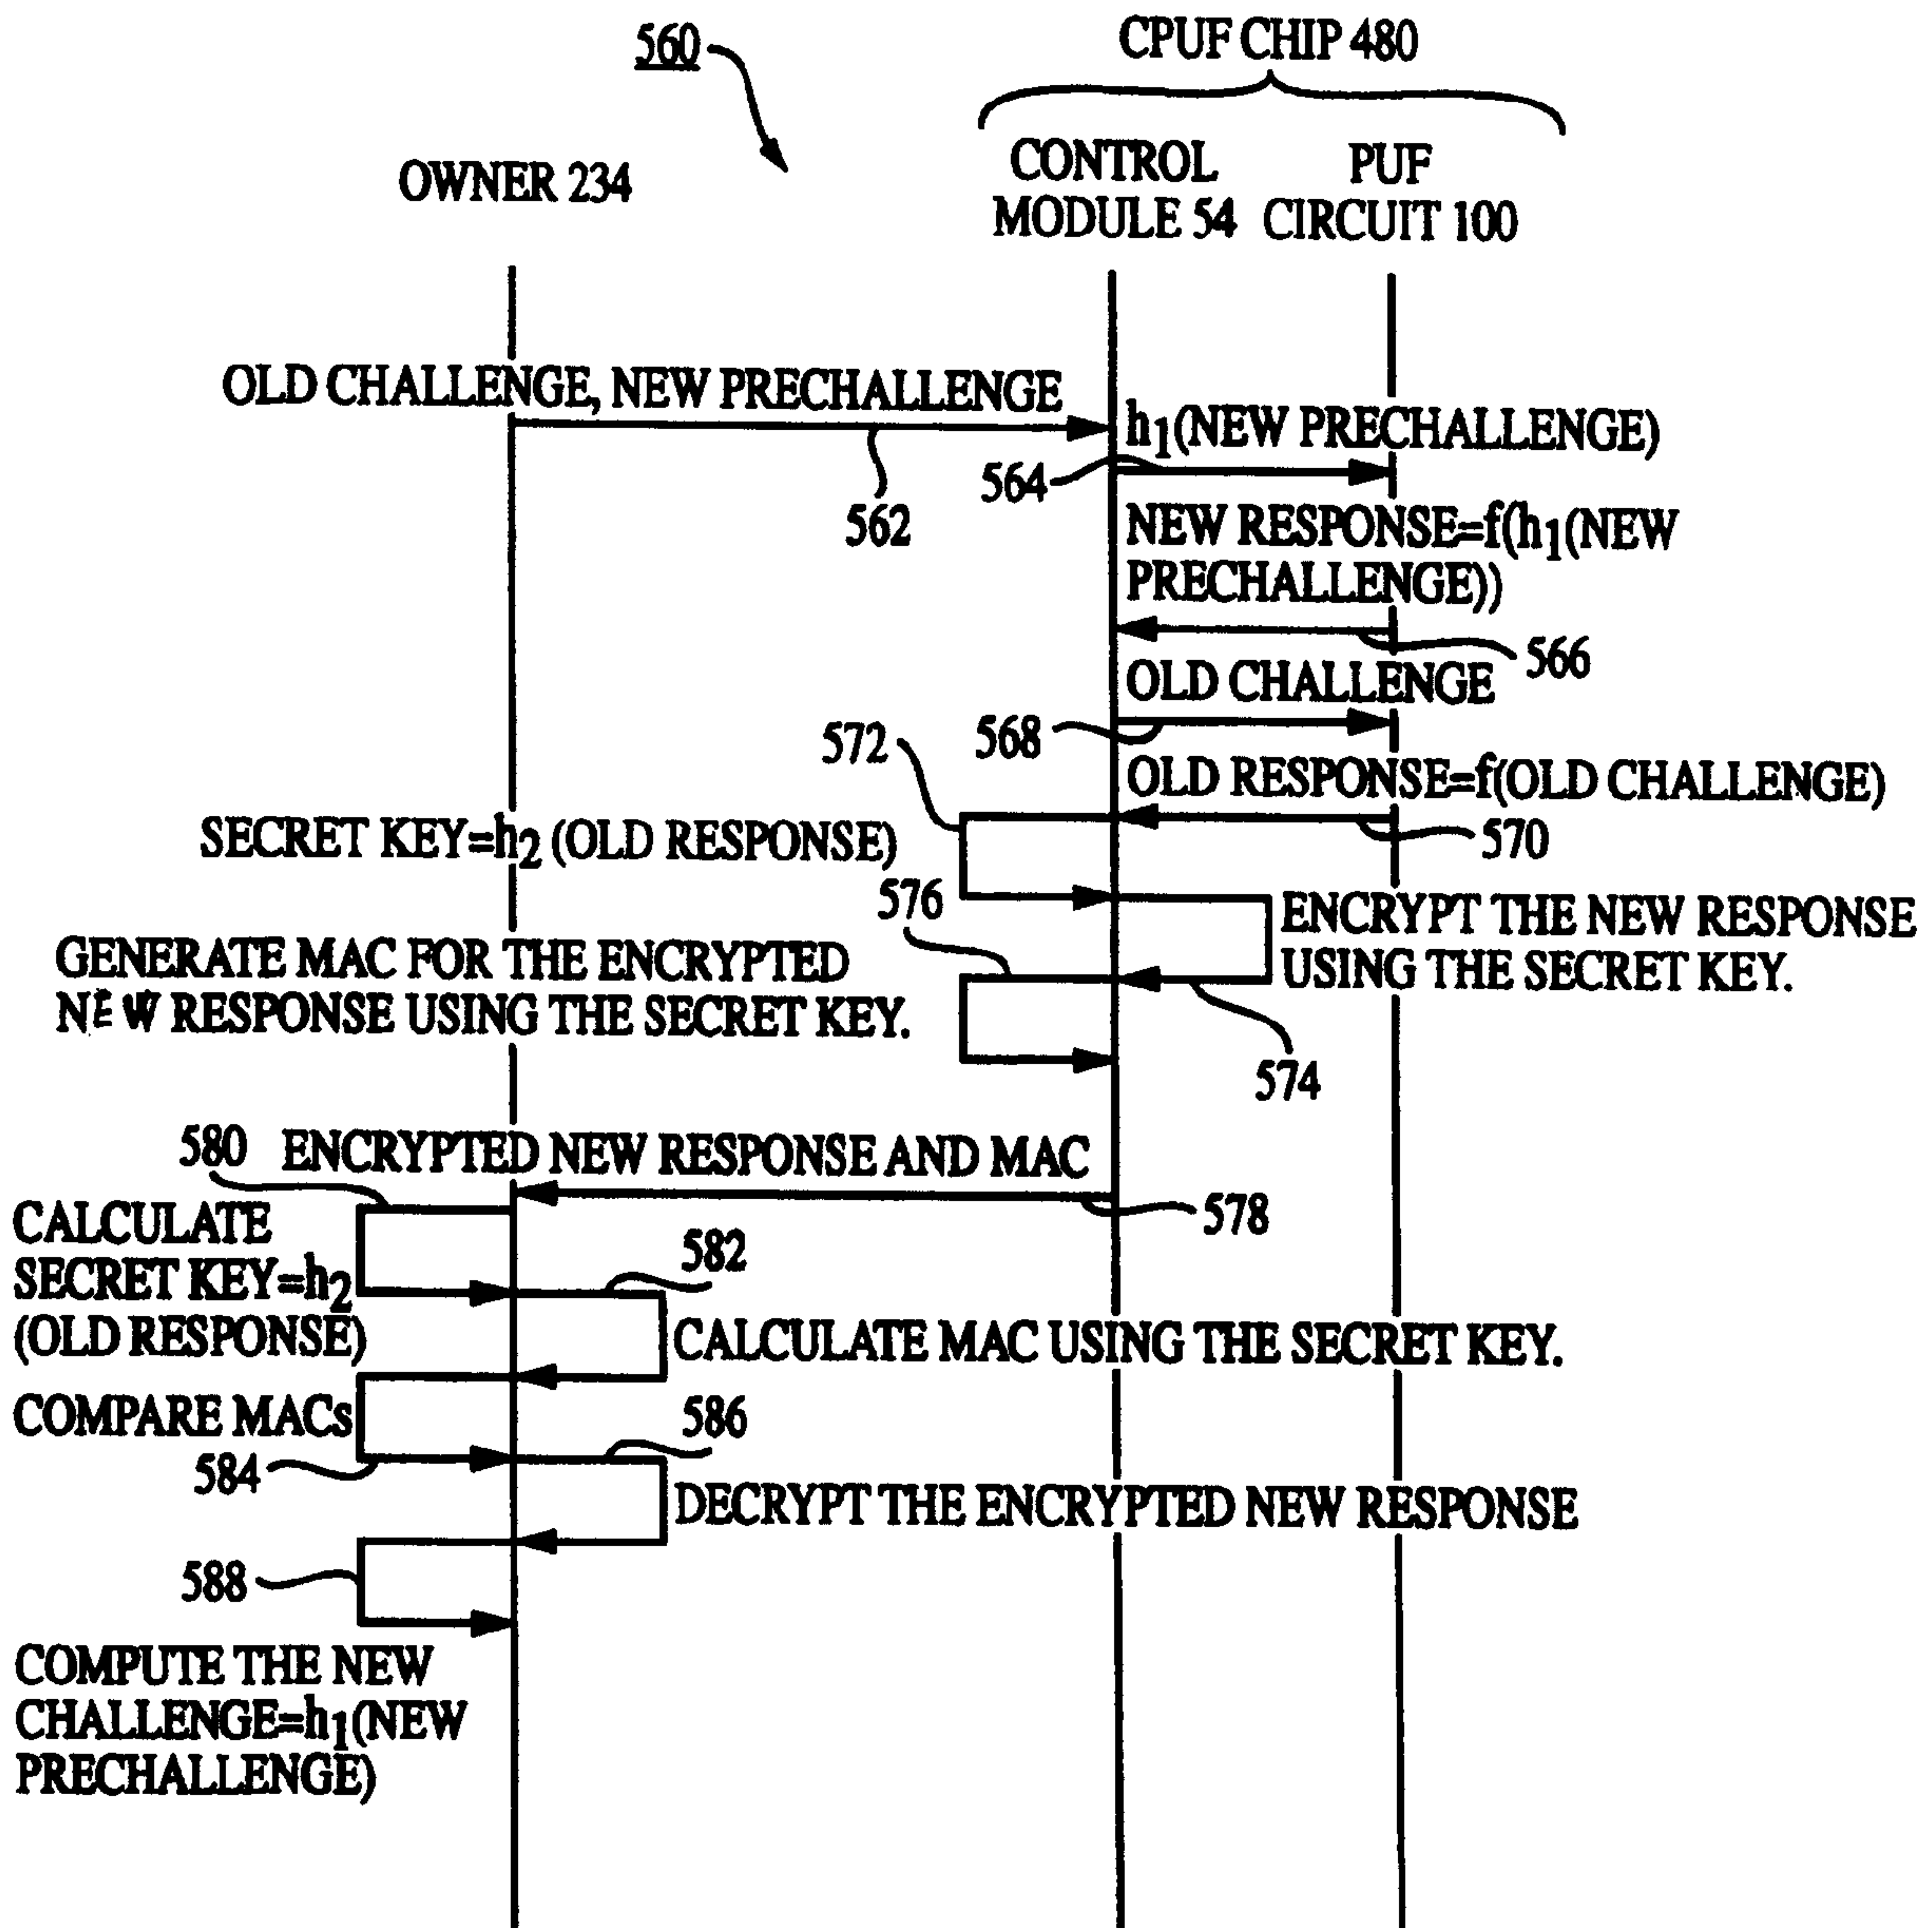 560
CPUF CHIP 480
OWNER 234
CONTROL
MODULE 54
PUF
CIRCUIT 100
OLD CHALLENGE, NEW PRECHALLENGE
562
h1(NEW PRECHALLENGE)
564
NEW RESPONSE=f(h1(NEW
PRECHALLENGE))
566
OLD CHALLENGE
568
572
OLD RESPONSE=f(OLD CHALLENGE)
570
SECRET KEY=h2 (OLD RESPONSE)
576
ENCRYPT THE NEW RESPONSE
USING THE SECRET KEY.
574
GENERATE MAC FOR THE ENCRYPTED
NEW RESPONSE USING THE SECRET KEY.
580
ENCRYPTED NEW RESPONSE AND MAC
578
CALCULATE
SECRET KEY=h2
(OLD RESPONSE)
582
CALCULATE MAC USING THE SECRET KEY.
COMPARE MACs
584
586
DECRYPT THE ENCRYPTED NEW RESPONSE
588
COMPUTE THE NEW
CHALLENGE=h1(NEW
PRECHALLENGE)